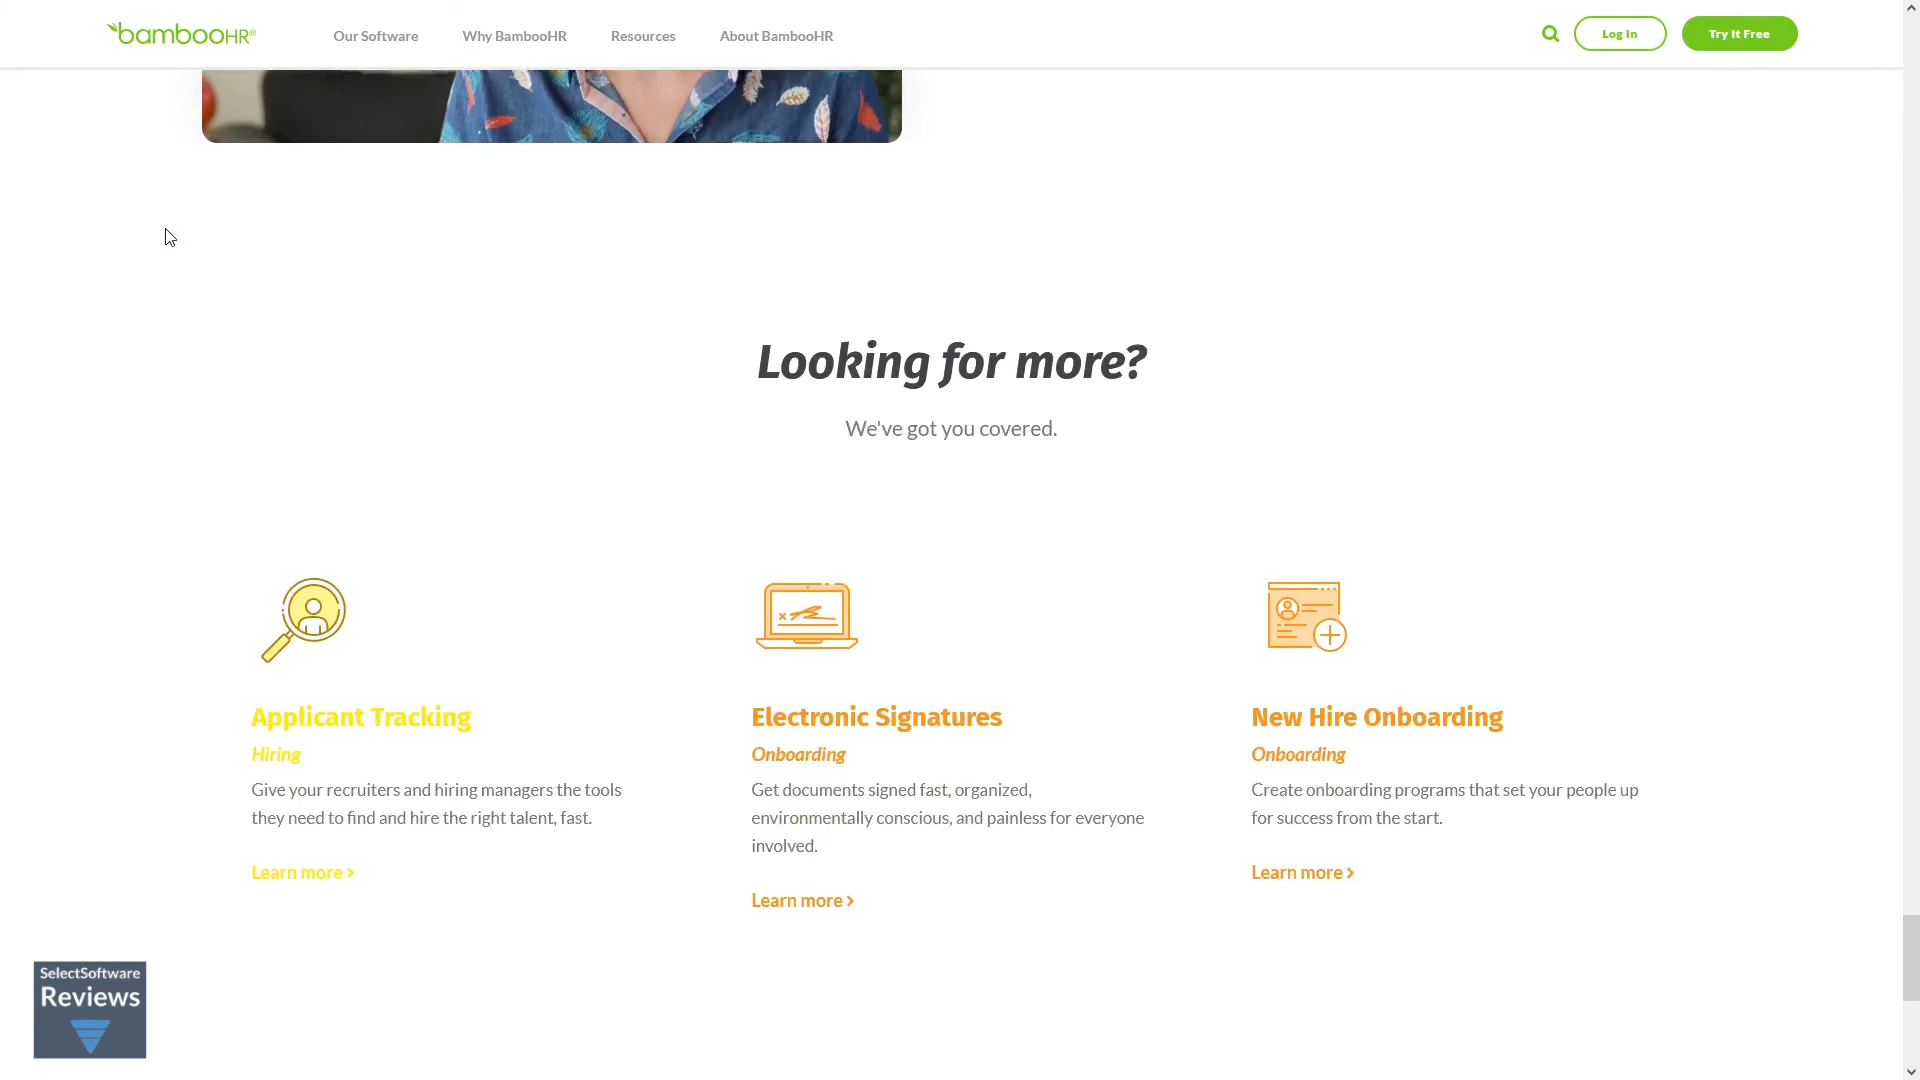 bambooHR®
Our Software
Why BambooHR
Resources
About BambooHR
Log In
Try It Free
Looking for more?
We've got you covered.
Applicant Tracking
Hiring
Give your recruiters and hiring managers the tools
they need to find and hire the right talent, fast.
Learn more
Electronic Signatures
Onboarding
Get documents signed fast, organized,
environmentally conscious, and painless for everyone
involved.
Learn more
New Hire Onboarding
Onboarding
Create onboarding programs that set your people up
for success from the start.
Learn more
SelectSoftware
Reviews